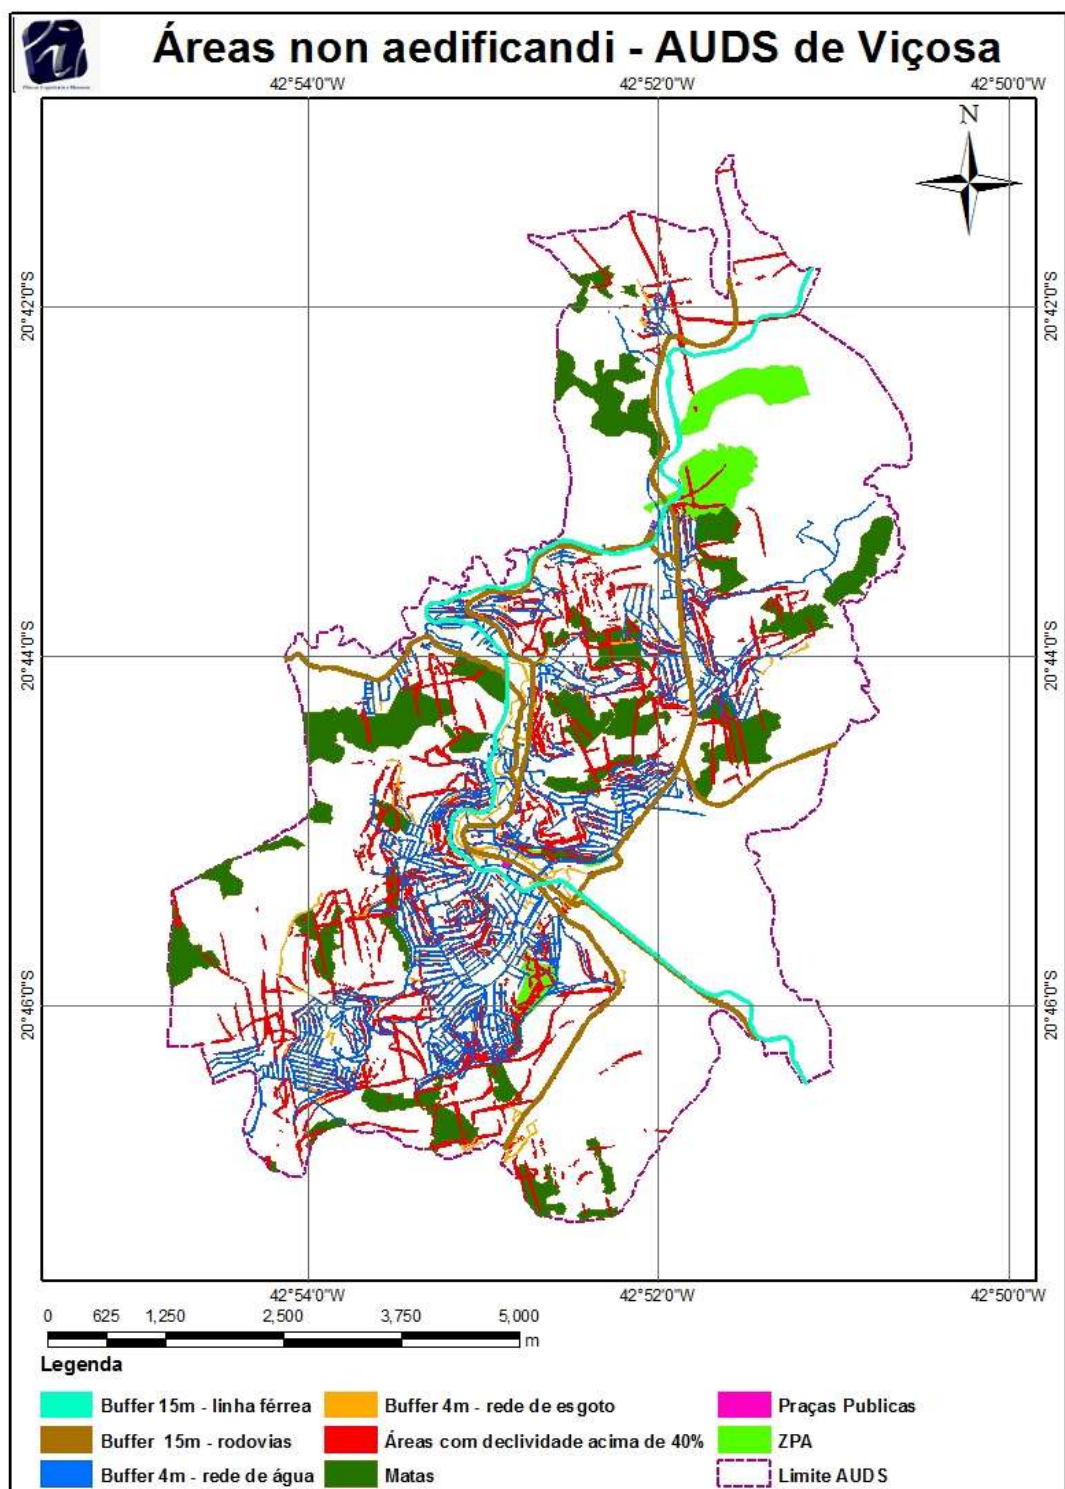 Áreas non aedificandi - AUDS de Viçosa
42°54'0"W 42°52'0"W 42°50'0"W
N
20°42'0"S 20°42'0"S
20°44'0"S 20°44'0"S
20°46'0"S 20°46'0"S
42°54'0"W 42°52'0"W 42°50'0"W
0 625 1,250 2,500 3,750 5,000
m
Legenda
Buffer 15m - linha férrea Buffer 4m - rede de esgoto Praças Publicas
Buffer 15m - rodovias Áreas com declividade acima de 40% ZPA
Buffer 4m - rede de água Matas Limite AUDS